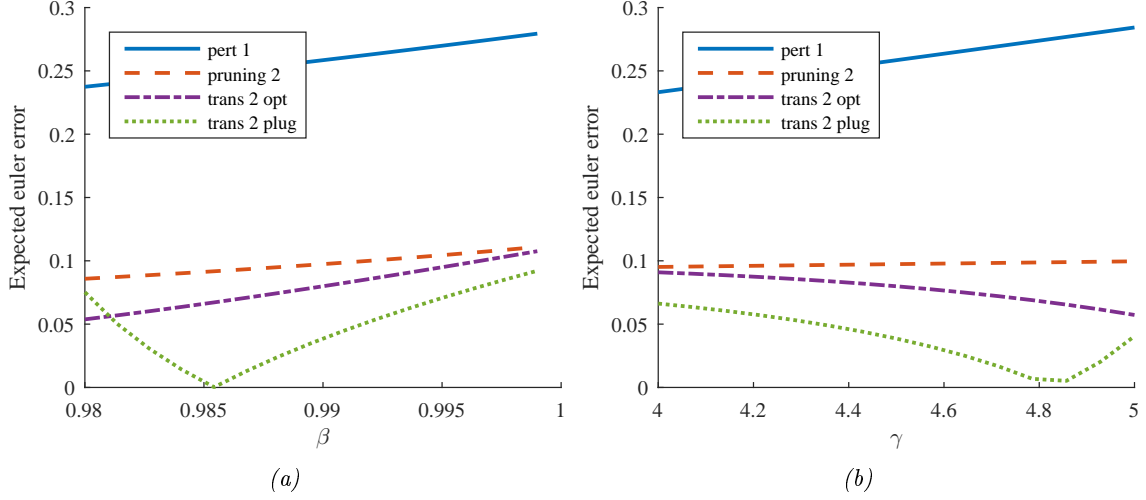 0.3
0.25
0.2
0.15
0.1
0.05
0
Expected euler error
pert 1
pruning 2
trans 2 opt
trans 2 plug
0.98 0.985 0.99 0.995 1
β
(a)
0.3
0.25
0.2
0.15
0.1
0.05
0
Expected euler error
pert 1
pruning 2
trans 2 opt
trans 2 plug
4 4.2 4.4 4.6 4.8 5
γ
(b)